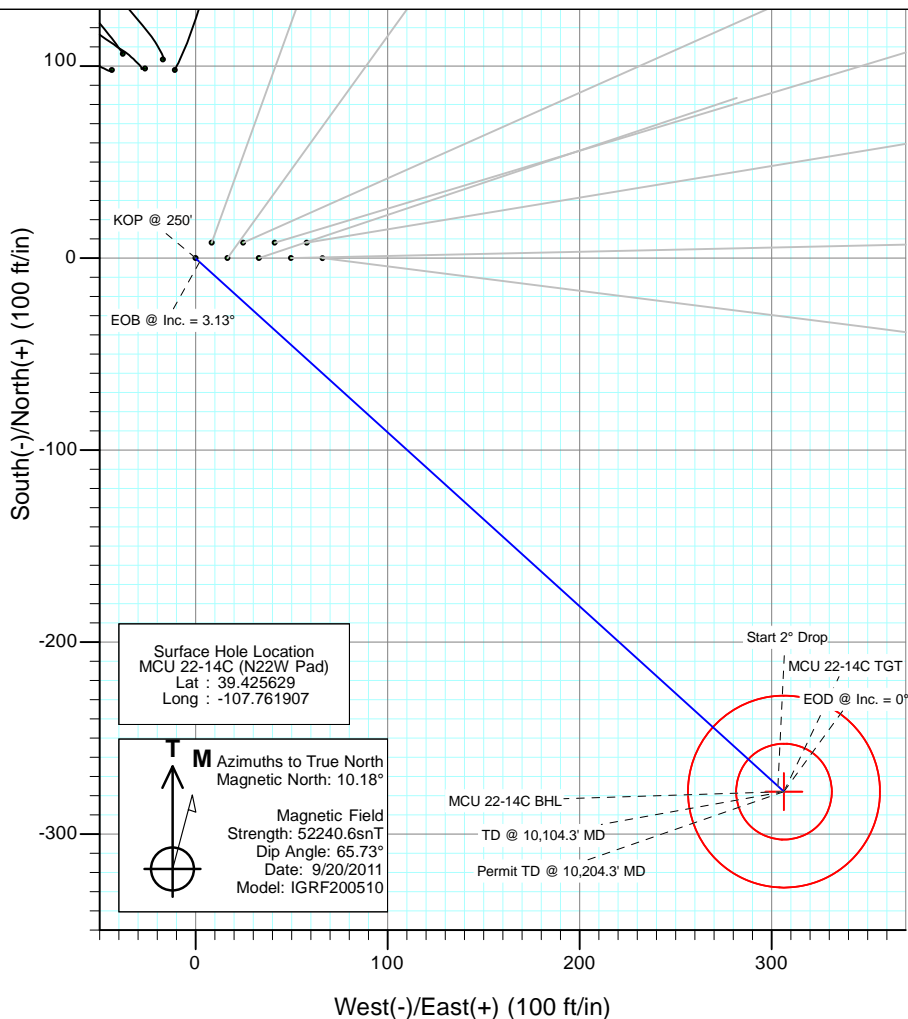 100
0
-100
-200
-300
South(-)/North(+) (100 ft/in)
KOP @ 250'
EOB @ Inc. = 3.13°
Start 2° Drop
MCU 22-14C TGT
EOD @ Inc. = 0°
MCU 22-14C BHL
TD @ 10,104.3' MD
Permit TD @ 10,204.3' MD
Surface Hole Location
MCU 22-14C (N22W Pad)
Lat : 39.425629
Long : -107.761907
T
M
Azimuths to True North
Magnetic North: 10.18°
Magnetic Field
Strength: 52240.6snT
Dip Angle: 65.73°
Date: 9/20/2011
Model: IGRF200510
0
100
200
300
West(-)/East(+) (100 ft/in)